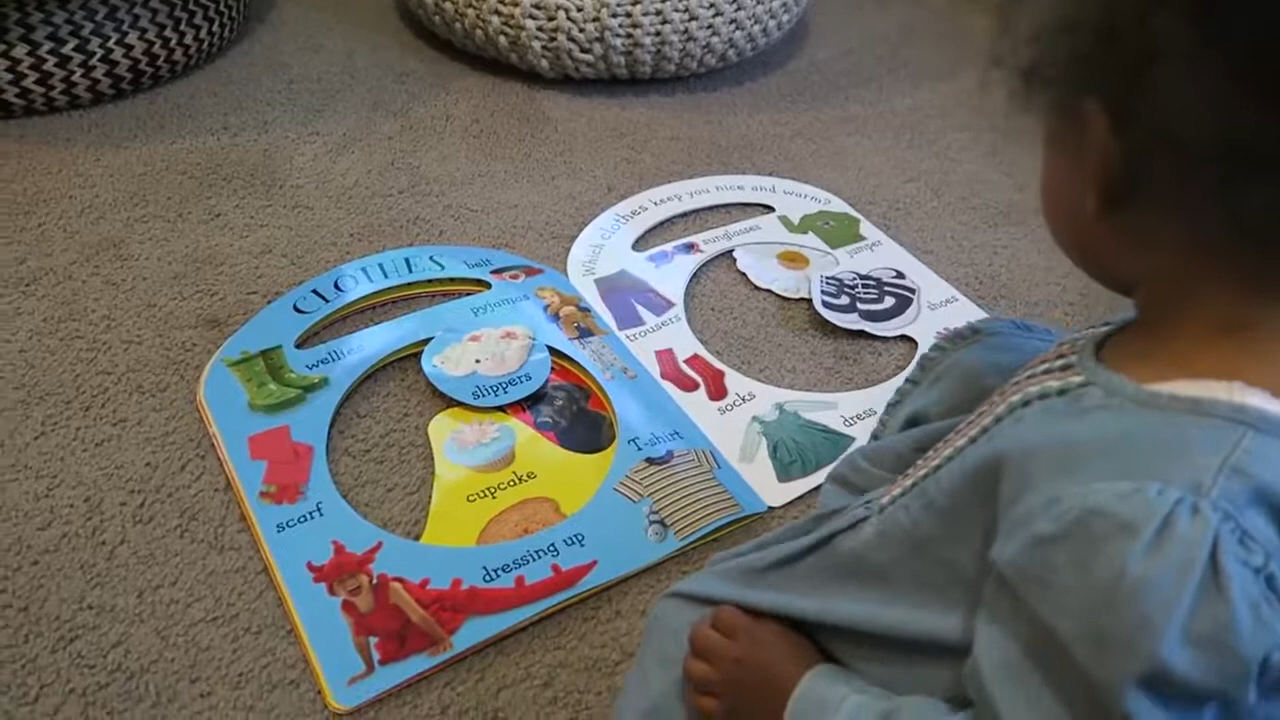 CLOTHES
belt
pyjamas
wellies
slippers
cupcake
T-shirt
scarf
dressing up
Which clothes keep you nice and warm?
sunglasses
jumper
trousers
shoes
socks
dress